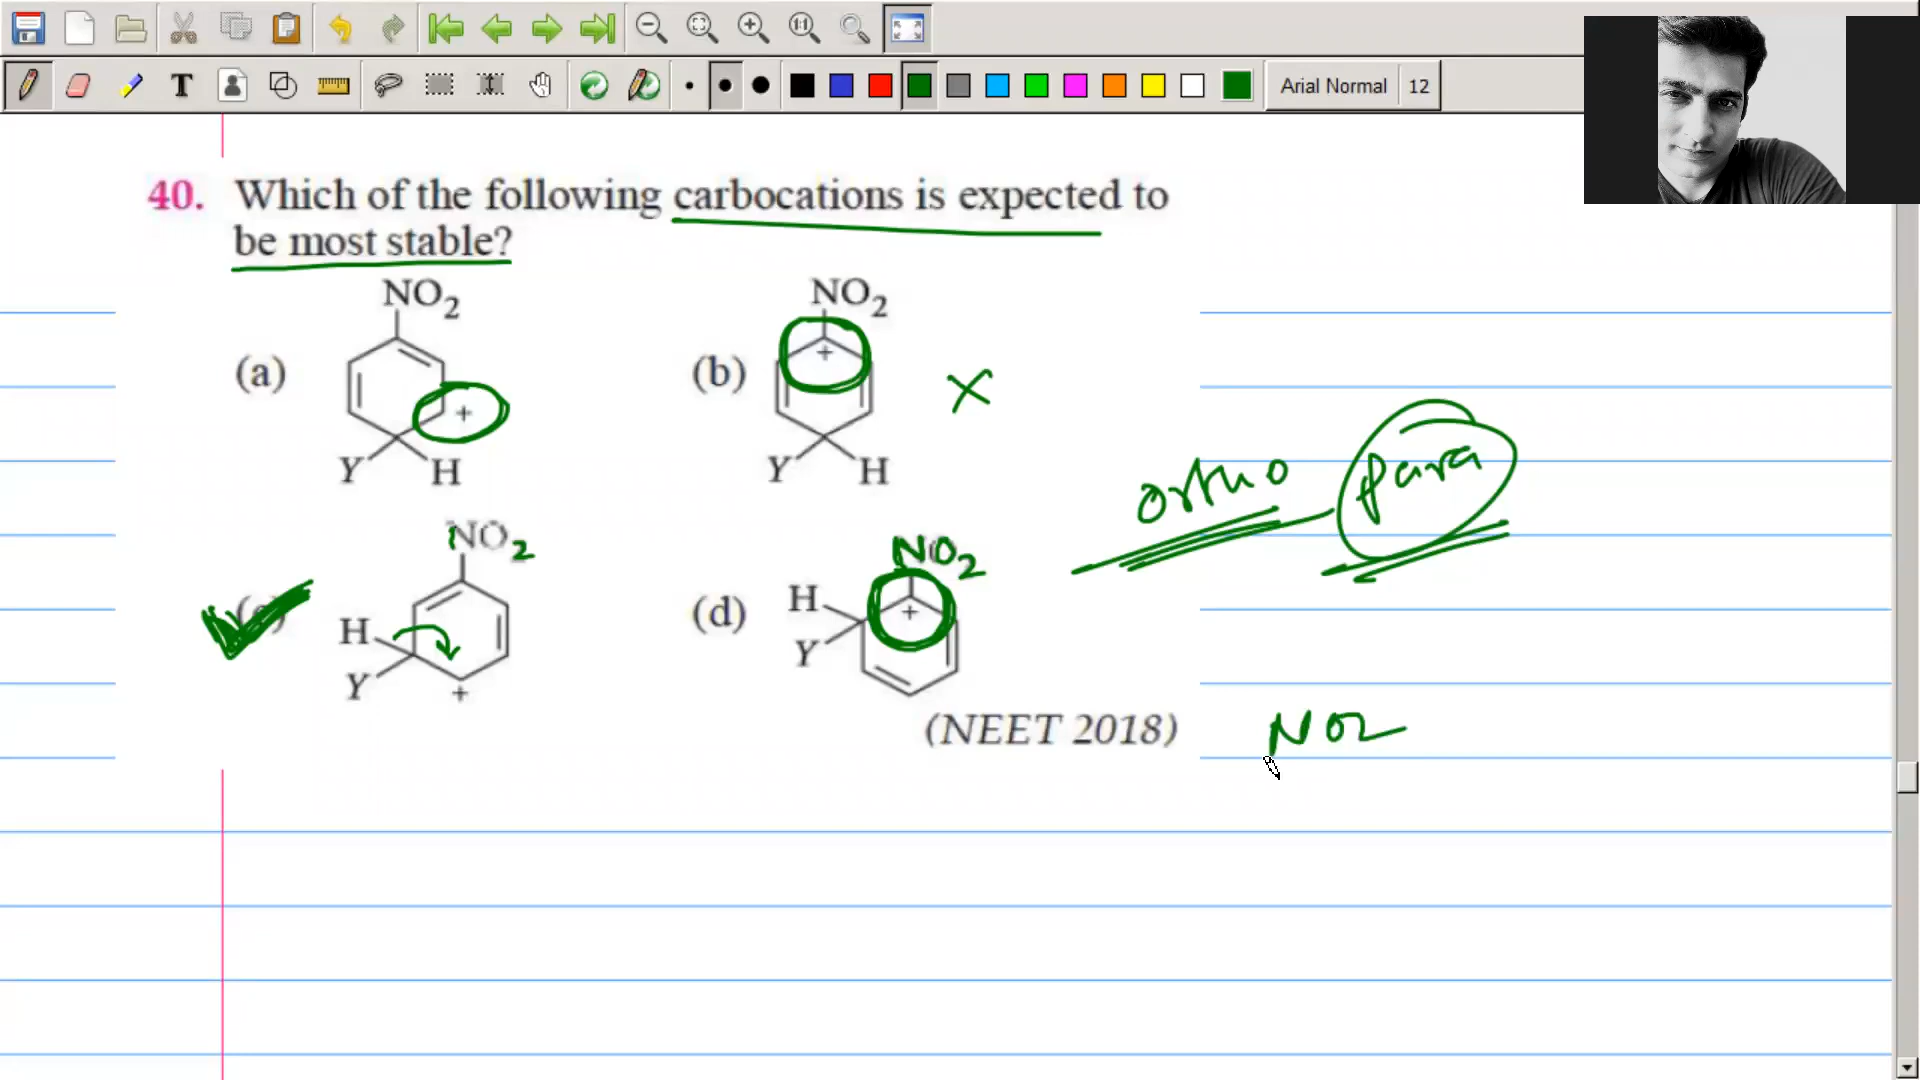 Arial Normal 12
40. Which of the following carbocations is expected to
be most stable?
NO2
(a)
+
Y
H
NO2
(b)
+
Y
H
ortho
para
NO2
H
Y
+
(d)
NO2
H
+
Y
(NEET 2018)
NO2